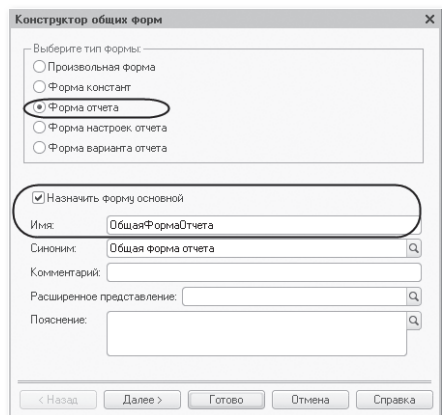 Конструктор общих форм
Выберите тип формы:
Произвольная форма
Форма констант
Форма отчета
Форма настроек отчета
Форма варианта отчета
Назначить форму основной
Имя: ОбщаяФормаОтчета
Синоним: Общая форма отчета
Комментарий:
Расширенное представление:
Пояснение:
< Назад Далее > Готово Отмена Справка